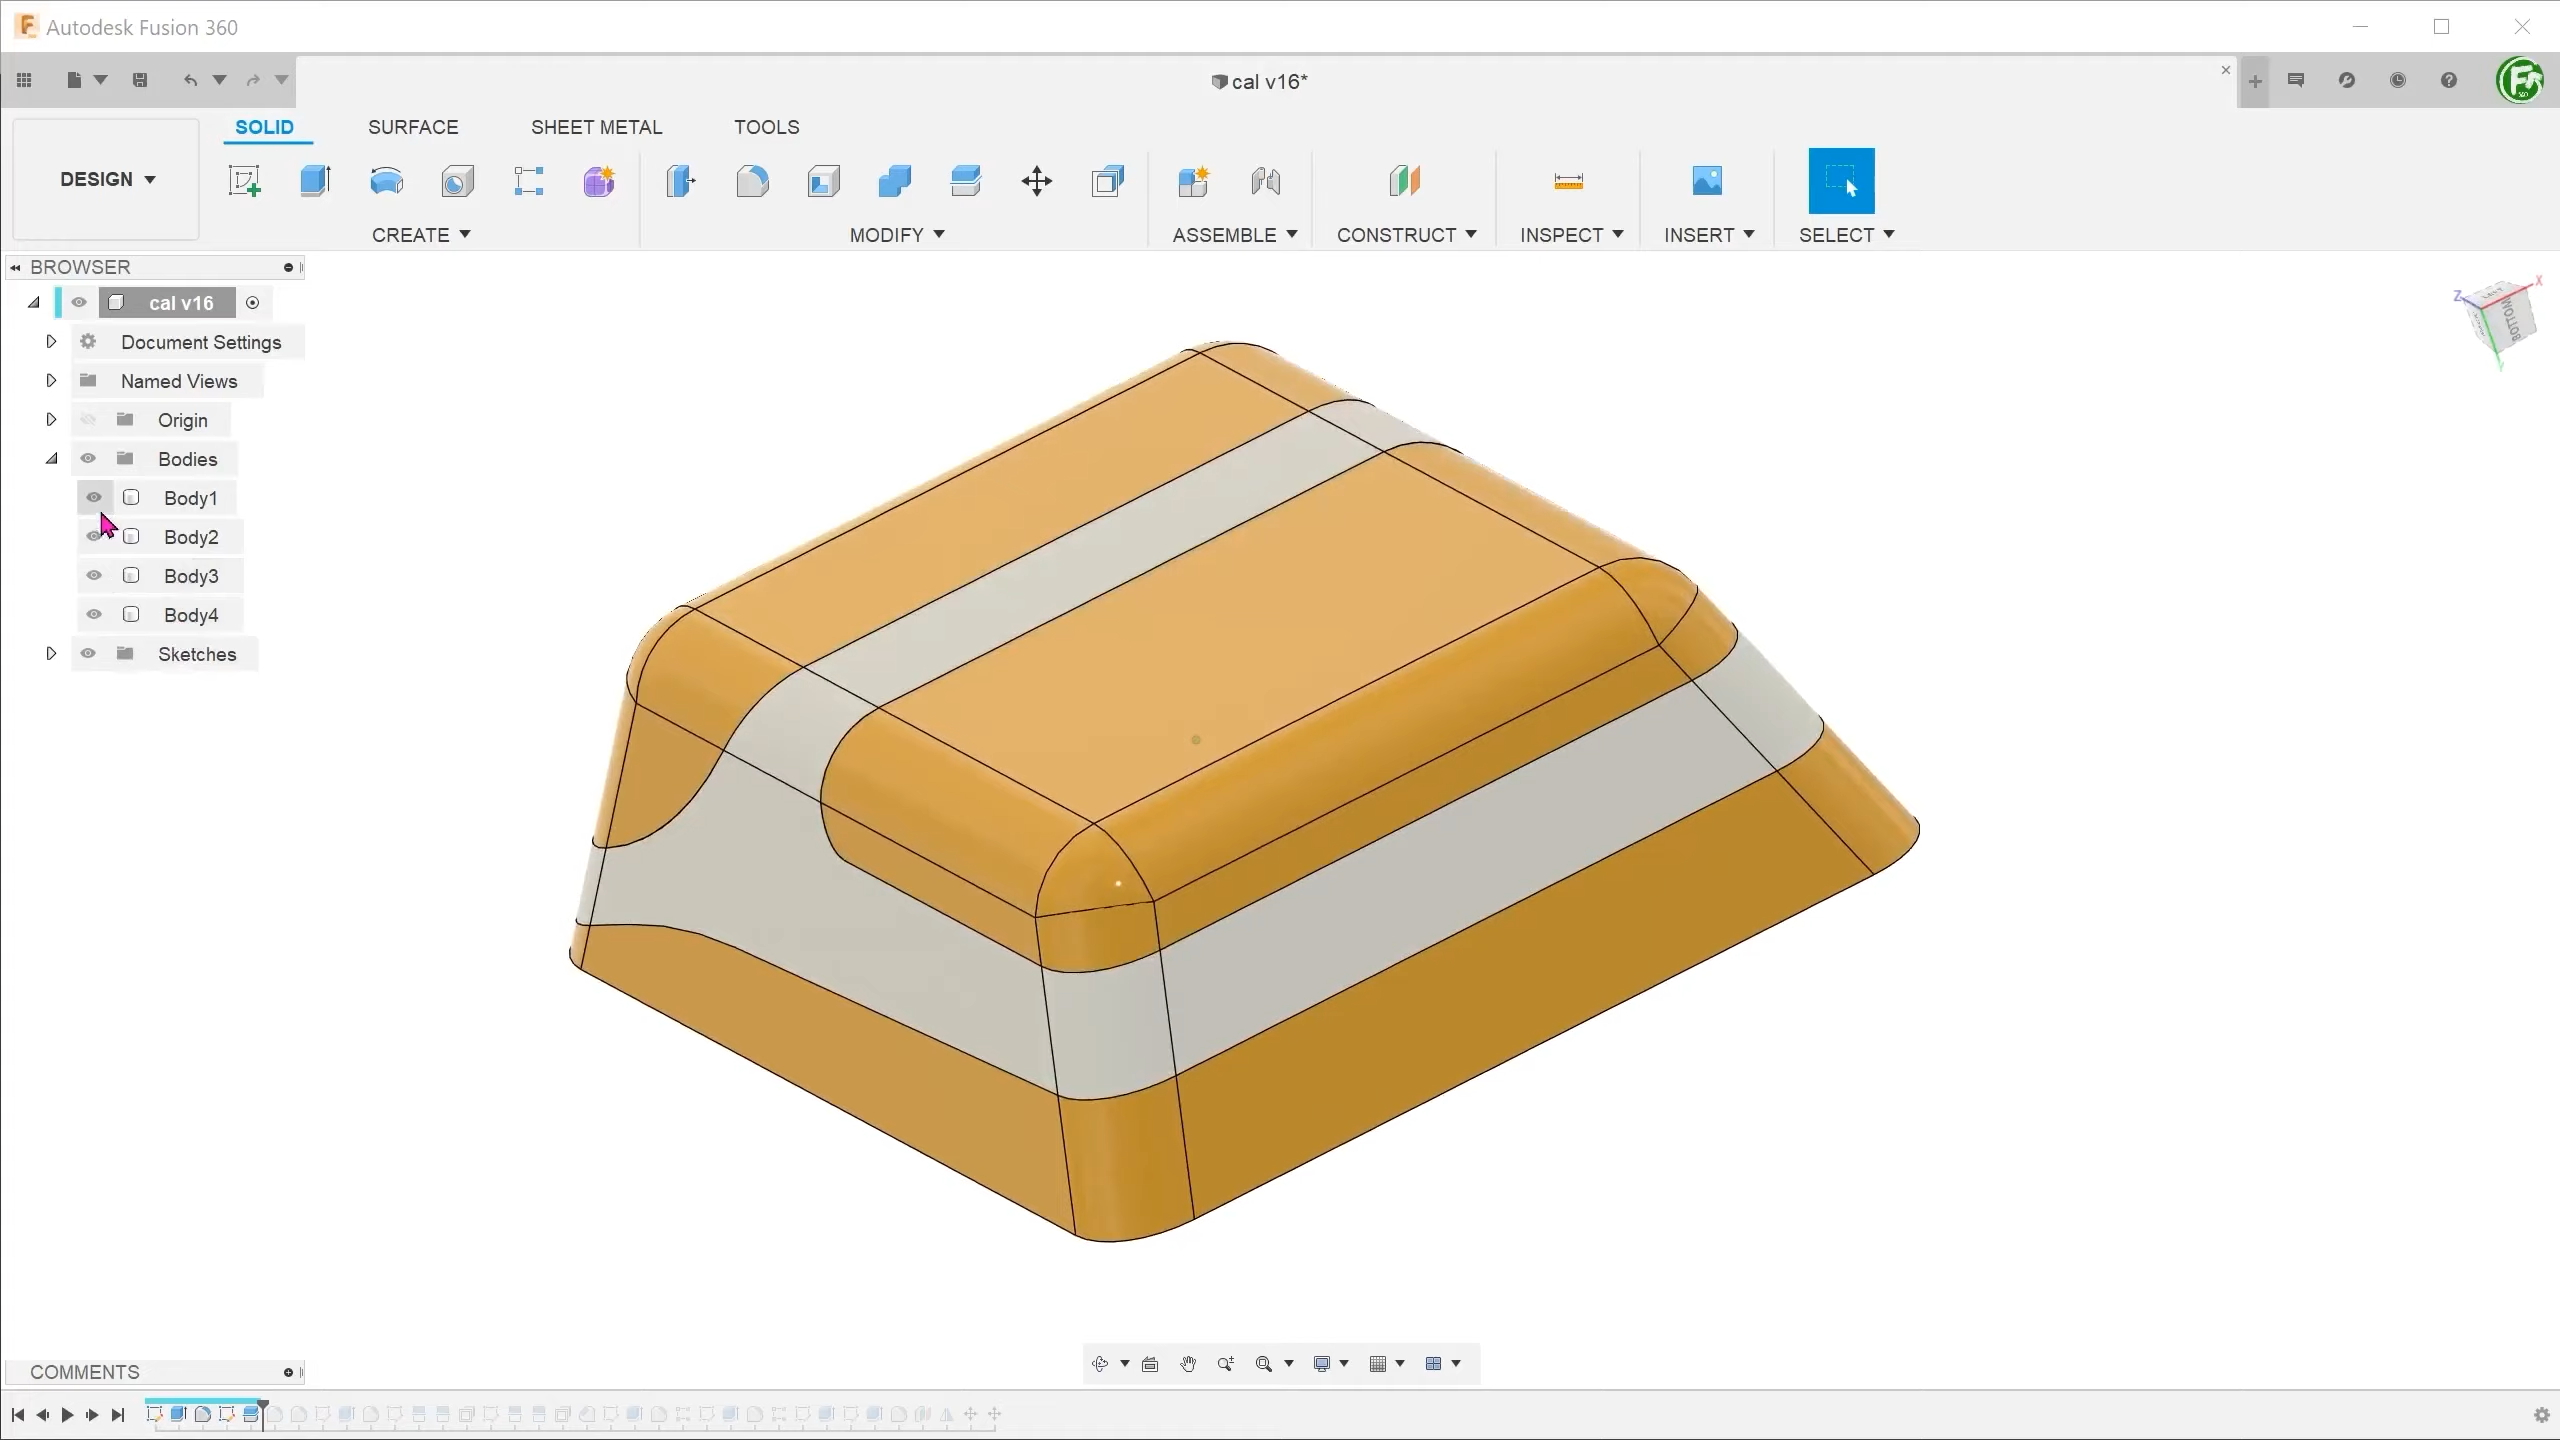 Autodesk Fusion 360
cal v16*
SOLID SURFACE SHEET METAL TOOLS
DESIGN
CREATE MODIFY ASSEMBLE CONSTRUCT INSPECT INSERT SELECT
BROWSER
cal v16
Document Settings
Named Views
Origin
Bodies
Body1
Body2
Body3
Body4
Sketches
Z X
BOTTOM
Y
COMMENTS